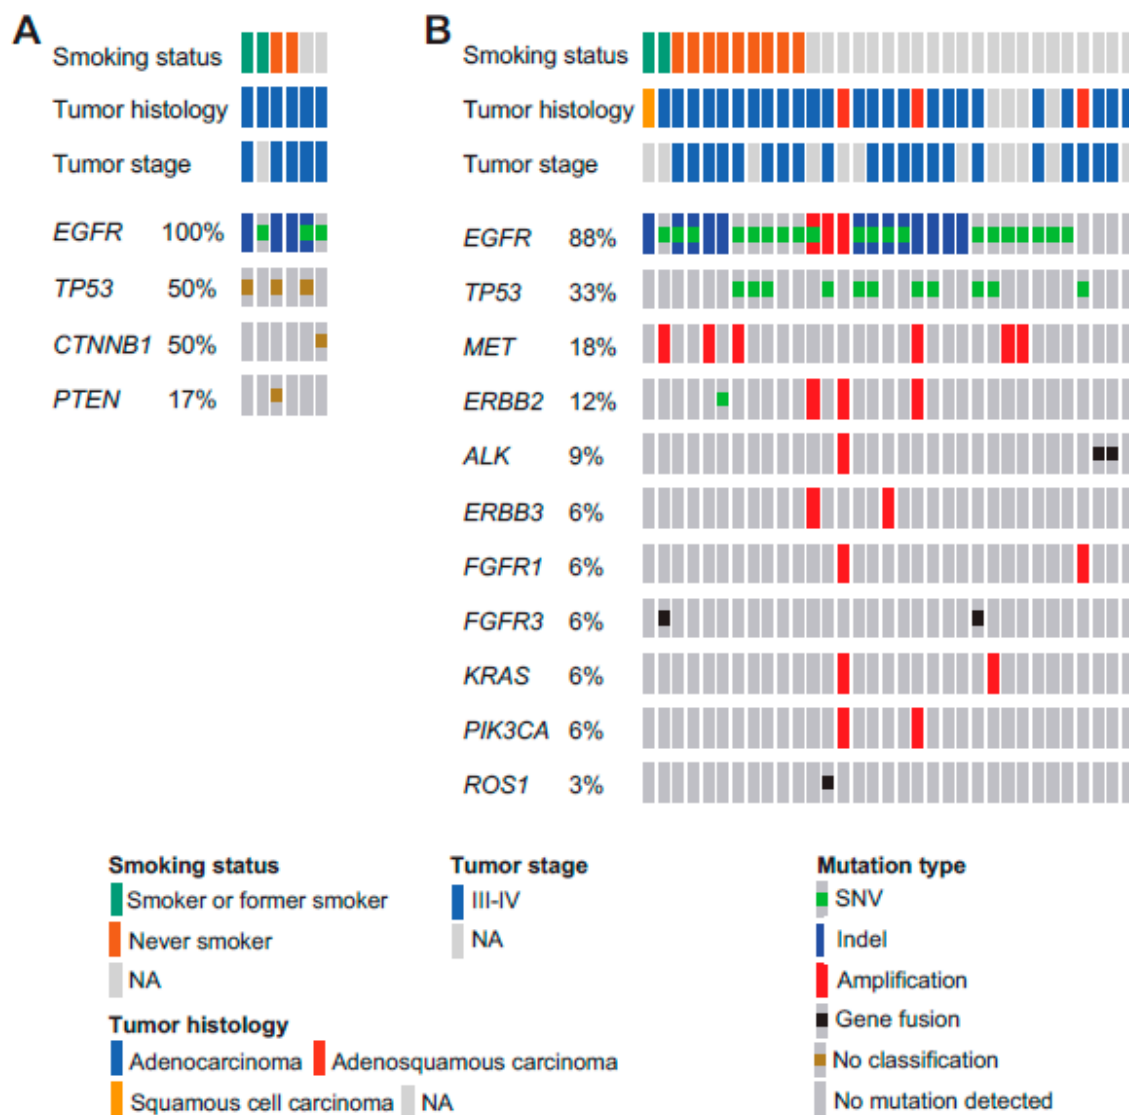 A
Smoking status
Tumor histology
Tumor stage
EGFR 100%
TP53 50%
CTNNB1 50%
PTEN 17%
B
Smoking status
Tumor histology
Tumor stage
EGFR 88%
TP53 33%
MET 18%
ERBB2 12%
ALK 9%
ERBB3 6%
FGFR1 6%
FGFR3 6%
KRAS 6%
PIK3CA 6%
ROS1 3%
Smoking status
Smoker or former smoker
Never smoker
NA
Tumor histology
Adenocarcinoma Adenosquamous carcinoma
Squamous cell carcinoma NA
Tumor stage
III-IV
NA
Mutation type
SNV
Indel
Amplification
Gene fusion
No classification
No mutation detected